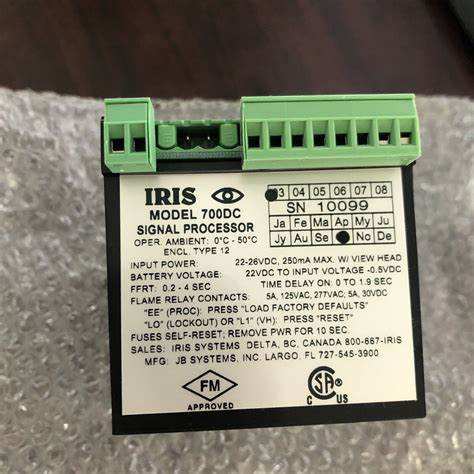 IRIS
MODEL 700DC
SIGNAL PROCESSOR
OPER. AMBIENT: 0°C - 50°C
ENCL. TYPE 12
3 04 05 06 07 08
SN 10099
Ja Fe Ma Ap My Ju
Jy Au Se No De
INPUT POWER: 22-26VDC, 250mA MAX. W/ VIEW HEAD
BATTERY VOLTAGE: 22VDC TO INPUT VOLTAGE -0.5VDC
FFRT: 0.2 - 4 SEC TIME DELAY ON: 0 TO 1.9 SEC
FLAME RELAY CONTACTS: 5A, 125VAC, 277VAC; 5A, 30VDC
"EE" (PROC): PRESS "LOAD FACTORY DEFAULTS"
"LO" (LOCKOUT) OR "L1" (VH): PRESS "RESET"
FUSES SELF-RESET; REMOVE PWR FOR 10 SEC.
SALES: IRIS SYSTEMS, DELTA, BC, CANADA 800-667-IRIS
MFG: JB SYSTEMS, INC. LARGO, FL 727-545-3900
FM
APPROVED
SA
C US